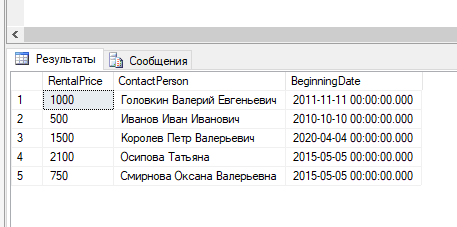 Результаты Сообщения
RentalPrice ContactPerson BeginningDate
1 1000 Головкин Валерий Евгеньевич 2011-11-11 00:00:00.000
2 500 Иванов Иван Иванович 2010-10-10 00:00:00.000
3 1500 Королев Петр Валерьевич 2020-04-04 00:00:00.000
4 2100 Осипова Татьяна 2015-05-05 00:00:00.000
5 750 Смирнова Оксана Валерьевна 2015-05-05 00:00:00.000